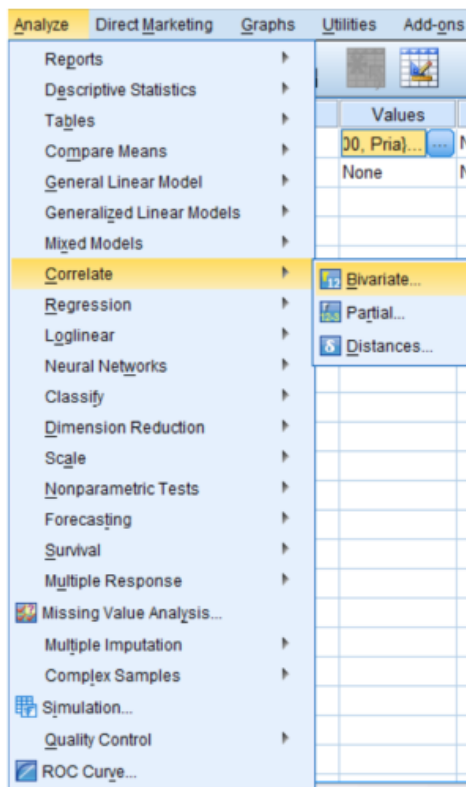 Analyze Direct Marketing Graphs Utilities Add-ons
Reports
Descriptive Statistics
Tables
Compare Means
General Linear Model
Generalized Linear Models
Mixed Models
Correlate
Regression
Loglinear
Neural Networks
Classify
Dimension Reduction
Scale
Nonparametric Tests
Forecasting
Survival
Multiple Response
Missing Value Analysis...
Multiple Imputation
Complex Samples
Simulation...
Quality Control
ROC Curve...
Values
00, Pria}... ...
None
Bivariate...
Partial...
Distances...